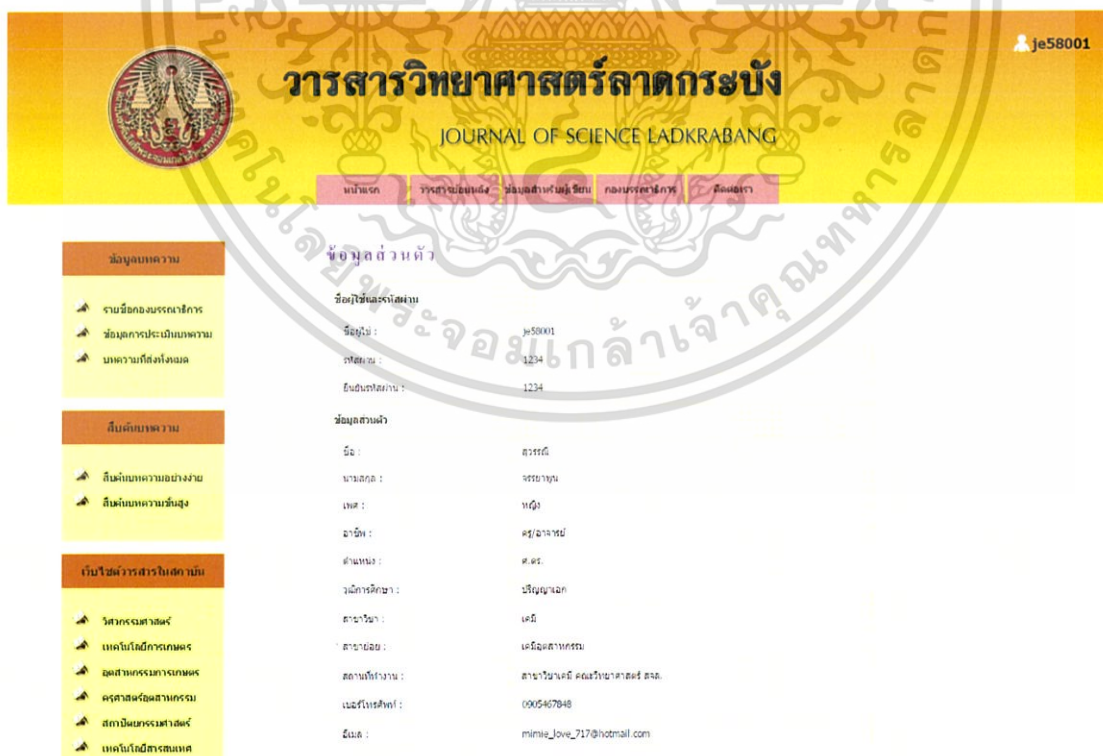 je58001
วารสารวิทยาศาสตร์ลาดกระบัง
JOURNAL OF SCIENCE LADKRABANG
หน้าแรก วารสารย้อนหลัง ข้อมูลสำหรับผู้เขียน กองบรรณาธิการ ติดต่อเรา
ข้อมูลบทความ
รายชื่อกองบรรณาธิการ
ข้อมูลการประเมินบทความ
บทความที่ส่งทั้งหมด
สืบค้นบทความ
สืบค้นบทความอย่างง่าย
สืบค้นบทความขั้นสูง
เว็บไซต์วารสารในสถาบัน
วิศวกรรมศาสตร์
เทคโนโลยีการเกษตร
อุตสาหกรรมการเกษตร
ครุศาสตร์อุตสาหกรรม
สถาปัตยกรรมศาสตร์
เทคโนโลยีสารสนเทศ
ข้อมูลส่วนตัว
ชื่อผู้ใช้และรหัสผ่าน
ชื่อผู้ใช้ : je58001
รหัสผ่าน : 1234
ยืนยันรหัสผ่าน : 1234
ข้อมูลส่วนตัว
ชื่อ : สุวรรณี
นามสกุล : จรรยาพูน
เพศ : หญิง
อาชีพ : ครู/อาจารย์
ตำแหน่ง : ศ.ดร.
วุฒิการศึกษา : ปริญญาเอก
สาขาวิชา : เคมี
สาขาย่อย : เคมีอุตสาหกรรม
สถานที่ทำงาน : สาขาวิชาเคมี คณะวิทยาศาสตร์ สจล.
เบอร์โทรศัพท์ : 0905467848
อีเมล : mimie_love_717@hotmail.com